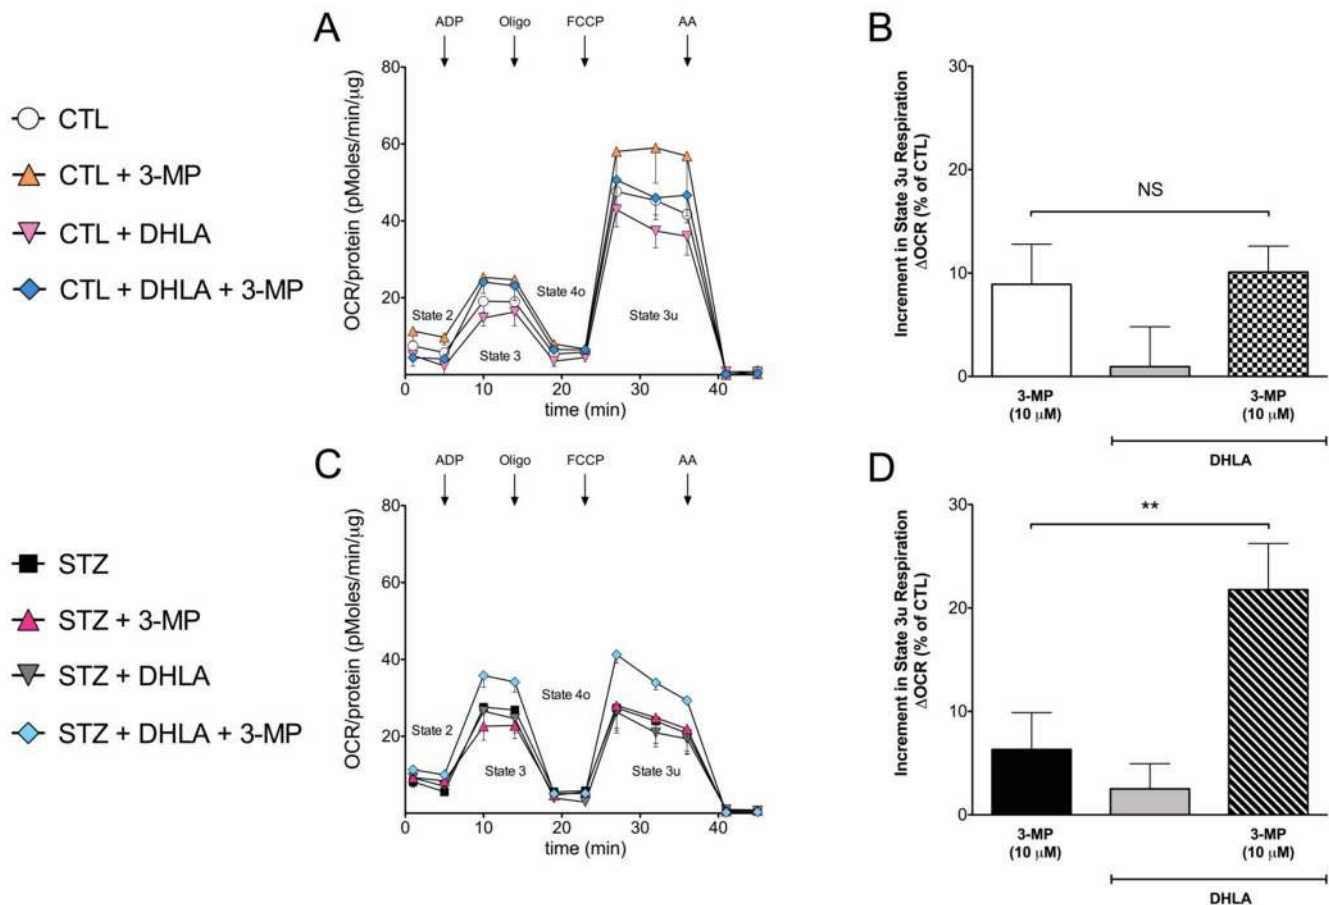 A
ADP Oligo FCCP AA
CTL
CTL + 3-MP
CTL + DHLA
CTL + DHLA + 3-MP
OCR/protein (pMoles/min/µg)
80
60
40
20
State 2
State 3
State 4o
State 3u
0 10 20 30 40
time (min)
B
Increment in State 3u Respiration
ΔOCR (% of CTL)
30
20
10
0
NS
3-MP
(10 µM)
3-MP
(10 µM)
DHLA
C
ADP Oligo FCCP AA
STZ
STZ + 3-MP
STZ + DHLA
STZ + DHLA + 3-MP
OCR/protein (pMoles/min/µg)
80
60
40
20
State 2
State 3
State 4o
State 3u
0 10 20 30 40
time (min)
D
Increment in State 3u Respiration
ΔOCR (% of CTL)
30
20
10
0
**
3-MP
(10 µM)
3-MP
(10 µM)
DHLA